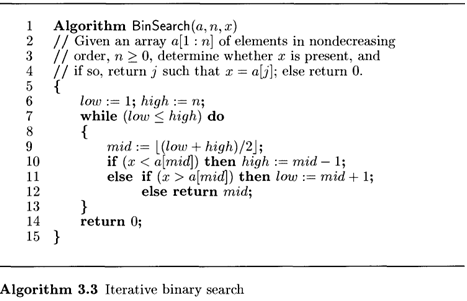 1 Algorithm BinSearch(a, n, x)
2 // Given an array a[1 : n] of elements in nondecreasing
3 // order, n ≥ 0, determine whether x is present, and
4 // if so, return j such that x = a[j]; else return 0.
5 {
6 low := 1; high := n;
7 while (low ≤ high) do
8 {
9 mid := ⌊(low + high)/2⌋;
10 if (x < a[mid]) then high := mid − 1;
11 else if (x > a[mid]) then low := mid + 1;
12 else return mid;
13 }
14 return 0;
15 }
Algorithm 3.3 Iterative binary search